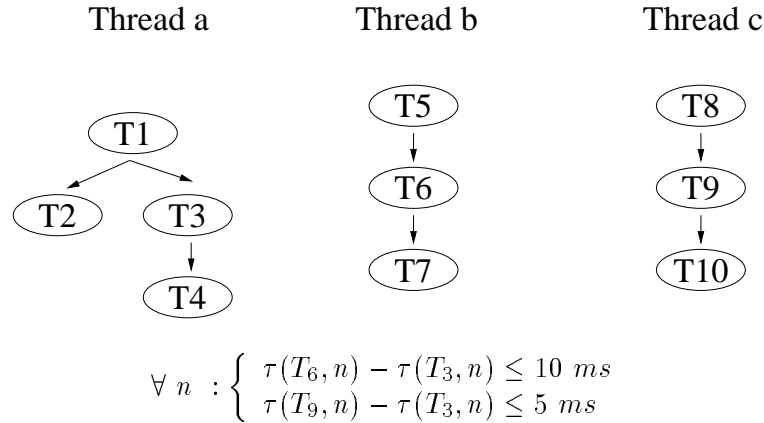 Thread a Thread b Thread c
T5 T8
T1
T6 T9
T2 T3
T7 T10
T4
∀ n : { τ(T₆, n) − τ(T₃, n) ≤ 10 ms
τ(T₉, n) − τ(T₃, n) ≤ 5 ms